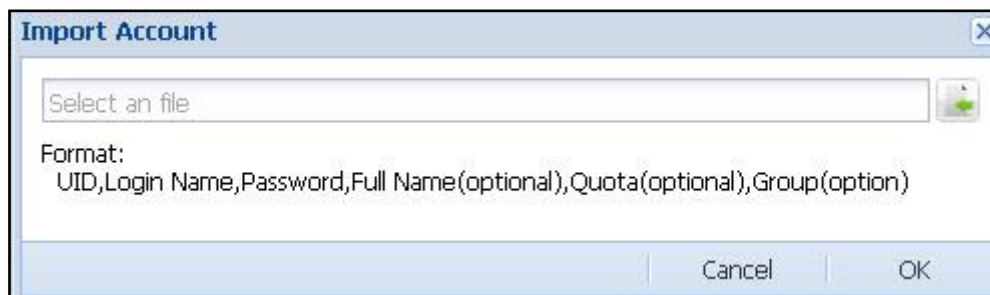 Import Account
Select an file
Format:
UID,Login Name,Password,Full Name(optional),Quota(optional),Group(option)
Cancel OK